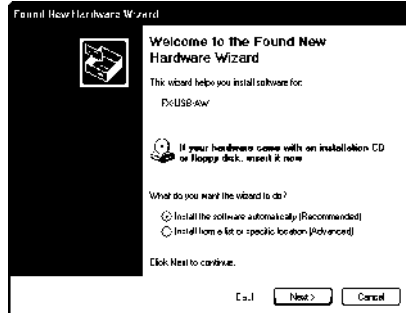 Found New Hardware Wizard
Welcome to the Found New
Hardware Wizard
This wizard helps you install software for:
FX-USB-AW
If your hardware came with an installation CD
or floppy disk, insert it now.
What do you want the wizard to do?
Install the software automatically (Recommended)
Install from a list or specific location (Advanced)
Click Next to continue.
Next >
Cancel